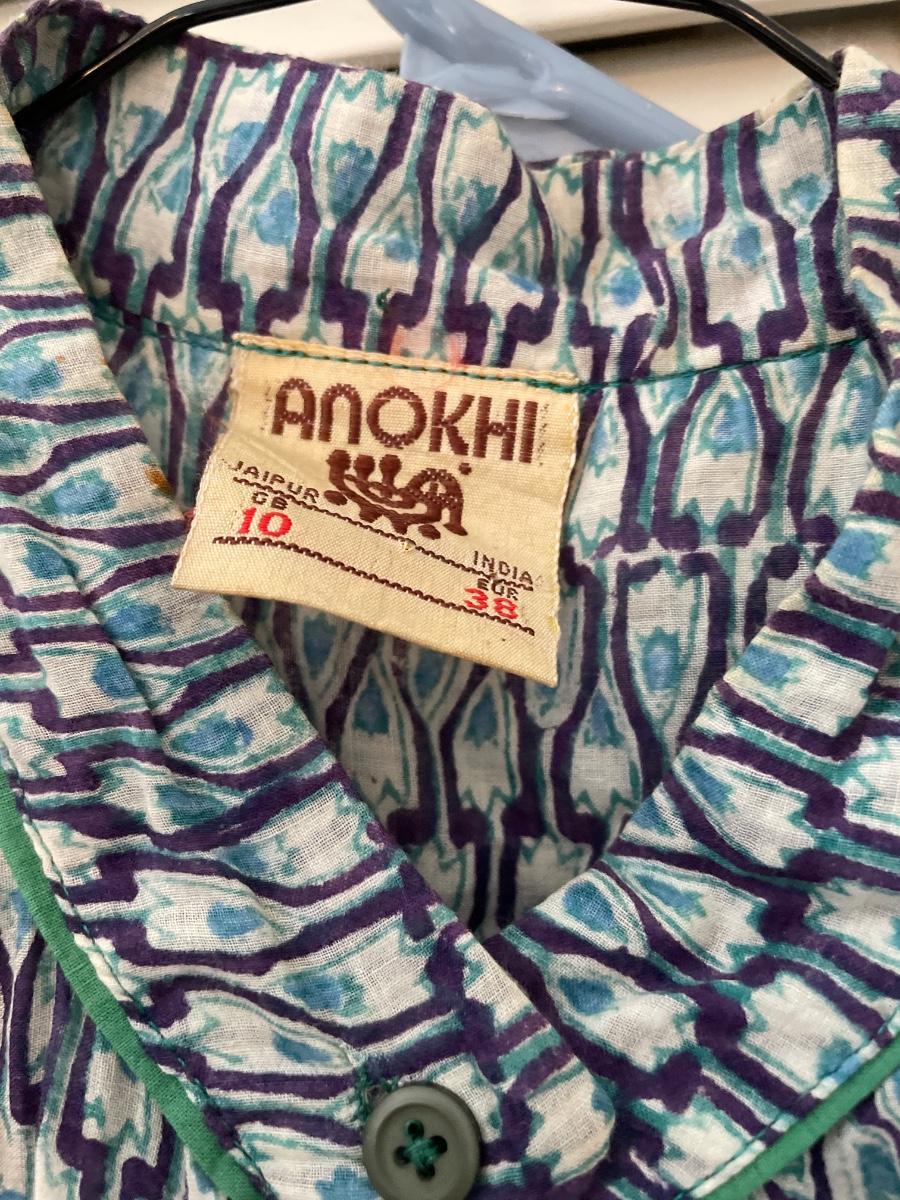 ANOKHI
JAIPUR
GB
10
INDIA
EUR.
38